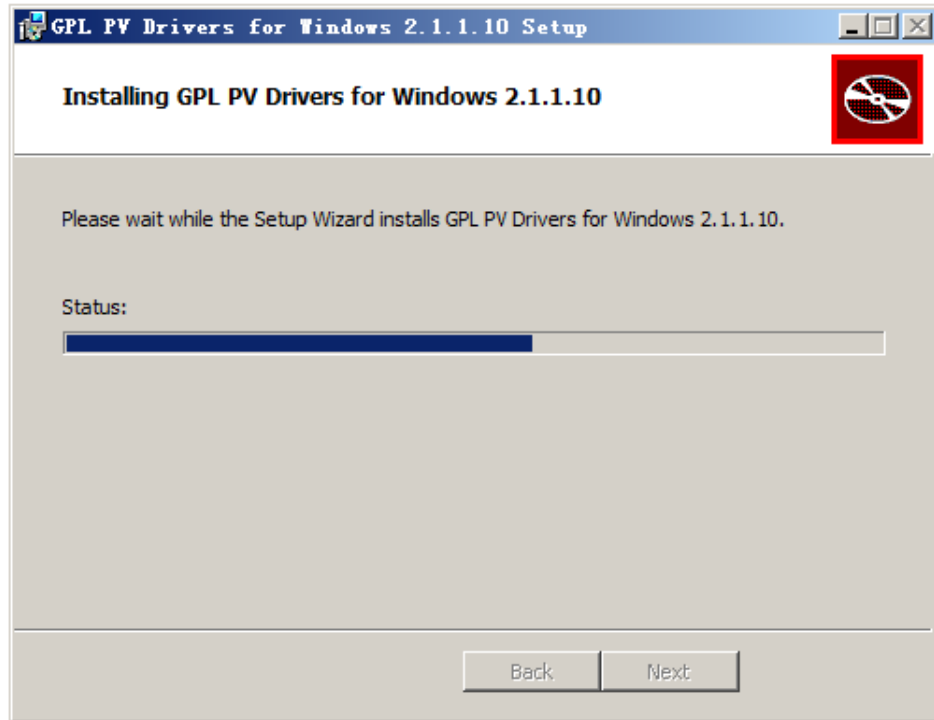 GPL PV Drivers for Windows 2.1.1.10 Setup
Installing GPL PV Drivers for Windows 2.1.1.10
Please wait while the Setup Wizard installs GPL PV Drivers for Windows 2.1.1.10.
Status:
Back Next